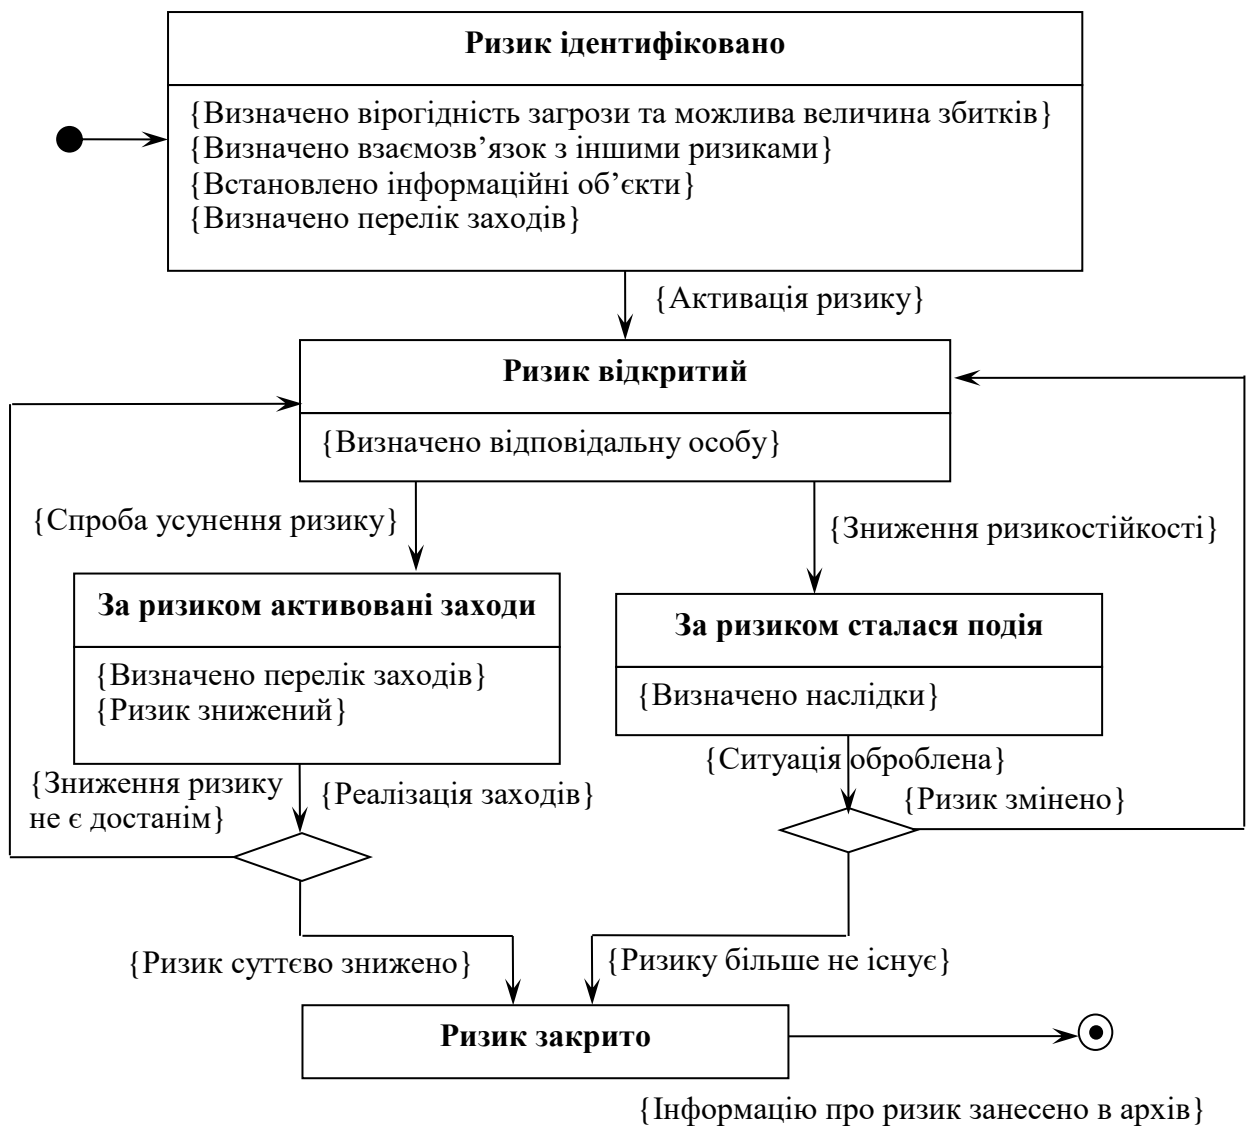 Ризик ідентифіковано
{Визначено вірогідність загрози та можлива величина збитків}
{Визначено взаємозв’язок з іншими ризиками}
{Встановлено інформаційні об’єкти}
{Визначено перелік заходів}
{Активація ризику}
Ризик відкритий
{Визначено відповідальну особу}
{Спроба усунення ризику}
{Зниження ризикостійкості}
За ризиком активовані заходи
{Визначено перелік заходів}
{Ризик знижений}
За ризиком сталася подія
{Визначено наслідки}
{Ситуація оброблена}
{Зниження ризику
не є достанім}
{Реалізація заходів}
{Ризик змінено}
{Ризик суттєво знижено}
{Ризику більше не існує}
Ризик закрито
{Інформацію про ризик занесено в архів}